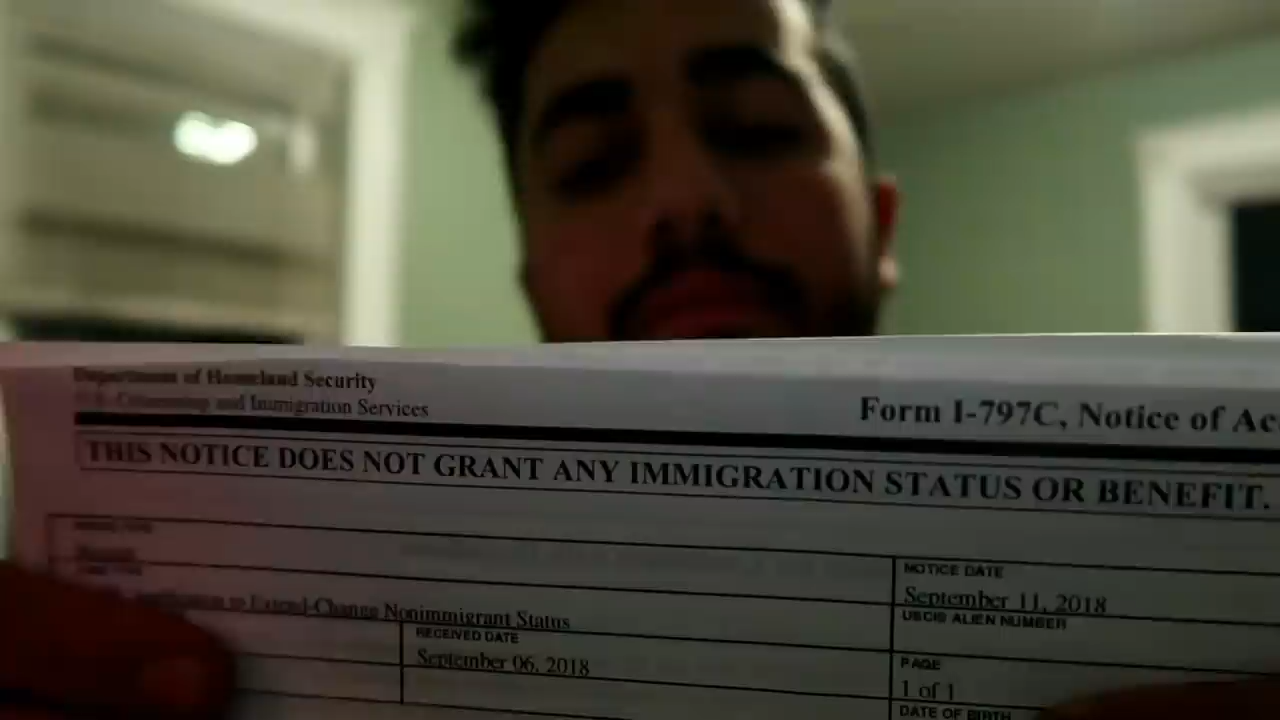 Department of Homeland Security
U.S. Citizenship and Immigration Services
Form I-797C, Notice of Ac
THIS NOTICE DOES NOT GRANT ANY IMMIGRATION STATUS OR BENEFIT.
NOTICE DATE
September 11, 2018
to Extend-Change Nonimmigrant Status
USCIS ALIEN NUMBER
RECEIVED DATE
September 06, 2018
PAGE
1 of 1
DATE OF BIRTH